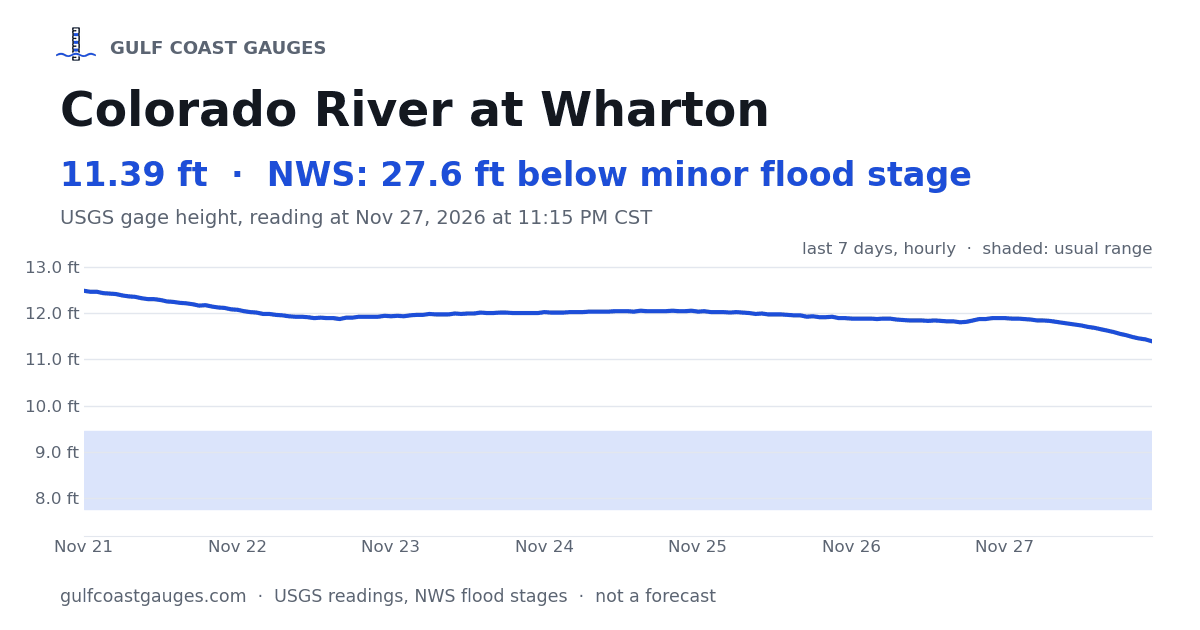 GULF COAST GAUGES
Colorado River at Wharton
11.39 ft · NWS: 27.6 ft below minor flood stage
USGS gage height, reading at Nov 27, 2026 at 11:15 PM CST
last 7 days, hourly · shaded: usual range
13.0 ft
12.0 ft
11.0 ft
10.0 ft
9.0 ft
8.0 ft
Nov 21 Nov 22 Nov 23 Nov 24 Nov 25 Nov 26 Nov 27
gulfcoastgauges.com · USGS readings, NWS flood stages · not a forecast